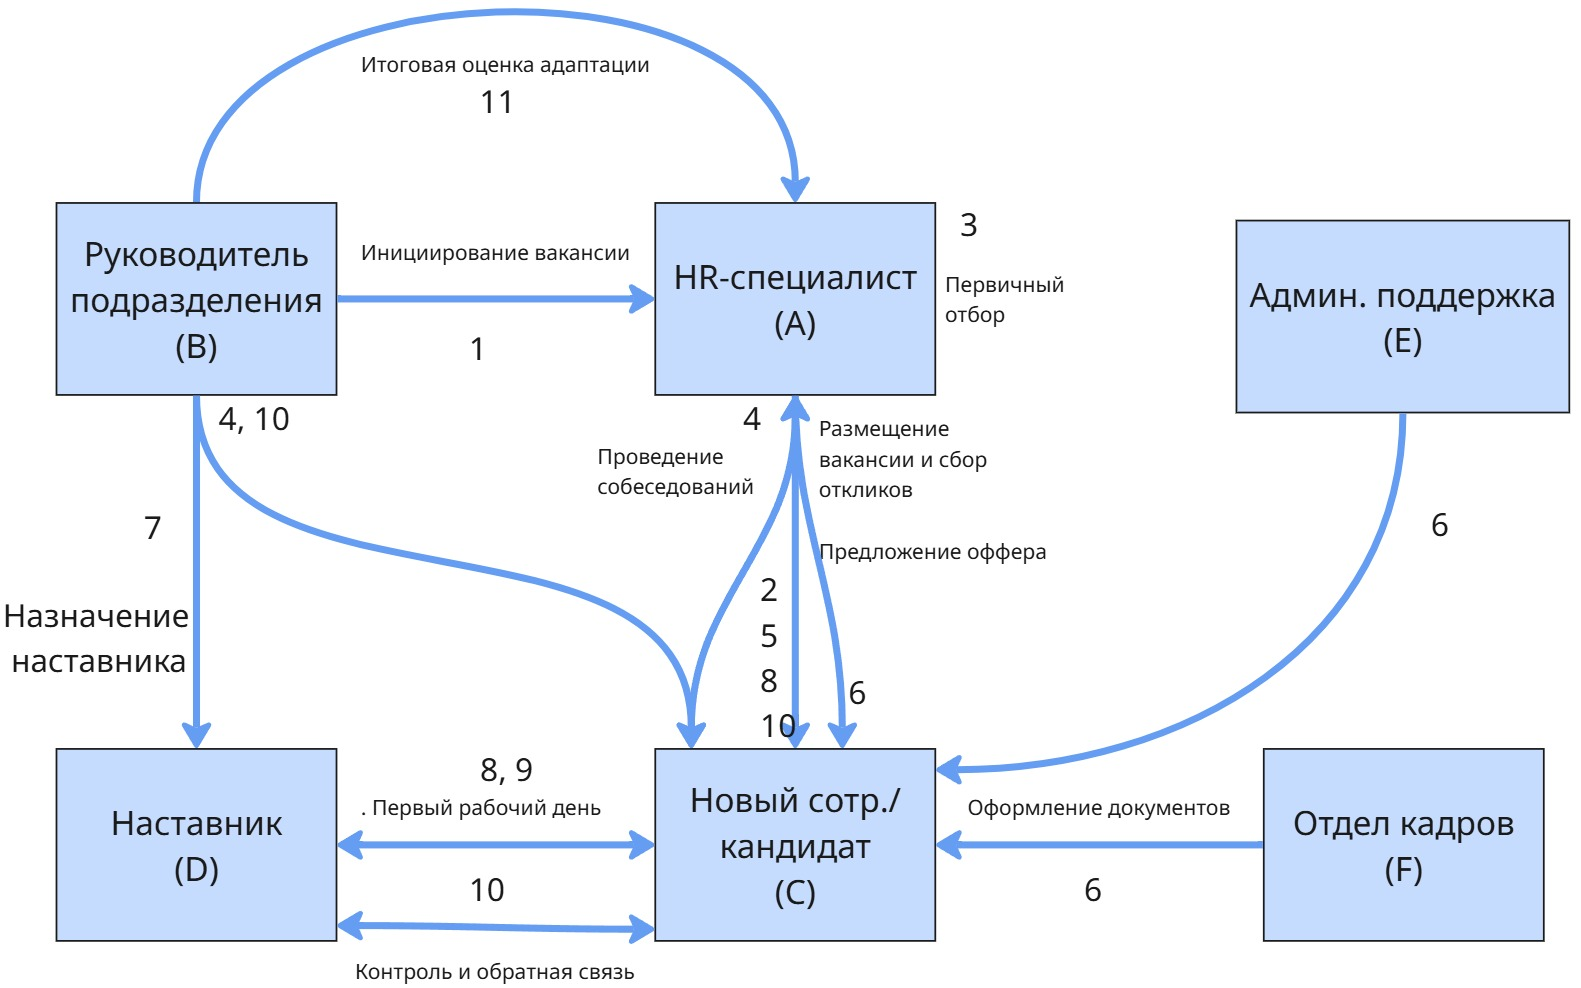 Итоговая оценка адаптации
11
Руководитель
подразделения
(B)
Инициирование вакансии
1
HR-специалист
(A)
3
Первичный
отбор
Админ. поддержка
(E)
4, 10
4
Проведение
собеседований
Размещение
вакансии и сбор
откликов
7
6
Предложение оффера
2
5
8
10
6
Назначение
наставника
8, 9
. Первый рабочий день
Наставник
(D)
10
Контроль и обратная связь
Новый сотр./
кандидат
(C)
Оформление документов
6
Отдел кадров
(F)